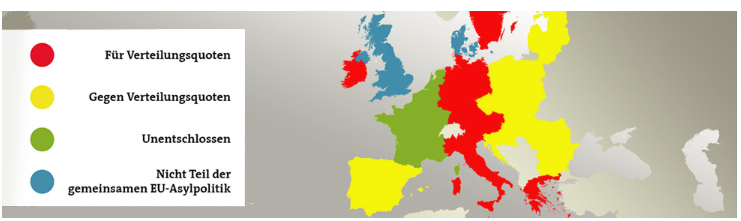 Für Verteilungsquoten
Gegen Verteilungsquoten
Unentschlossen
Nicht Teil der
gemeinsamen EU-Asylpolitik